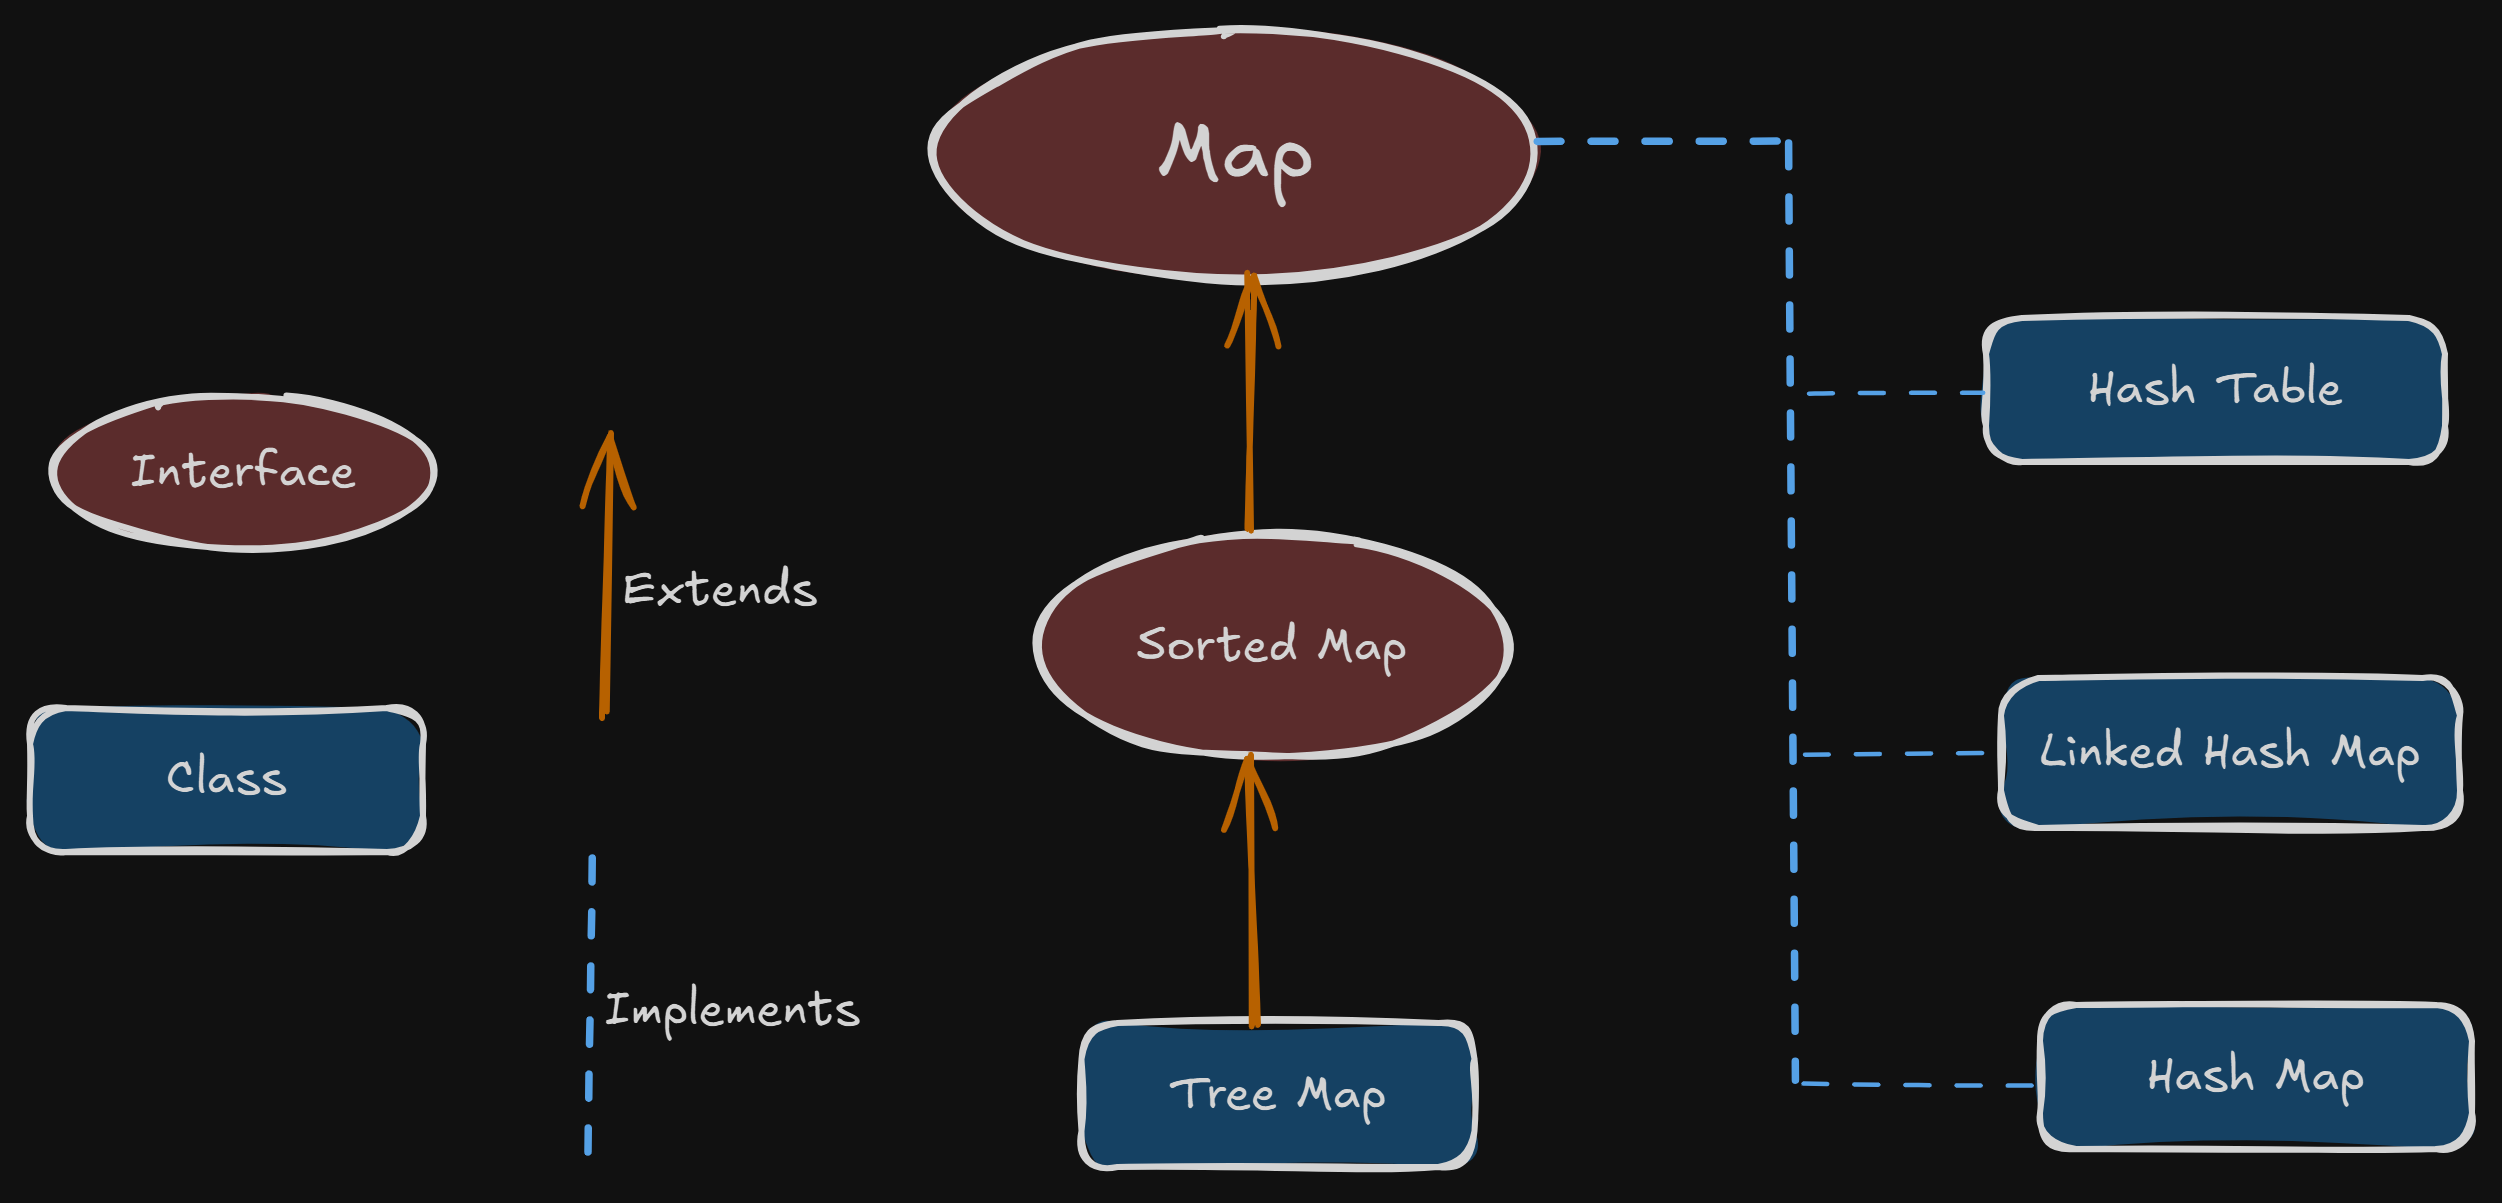 Map
Hash Table
Interface
Extends
Sorted Map
Class
Linked Hash Map
Implements
Tree Map
Hash Map